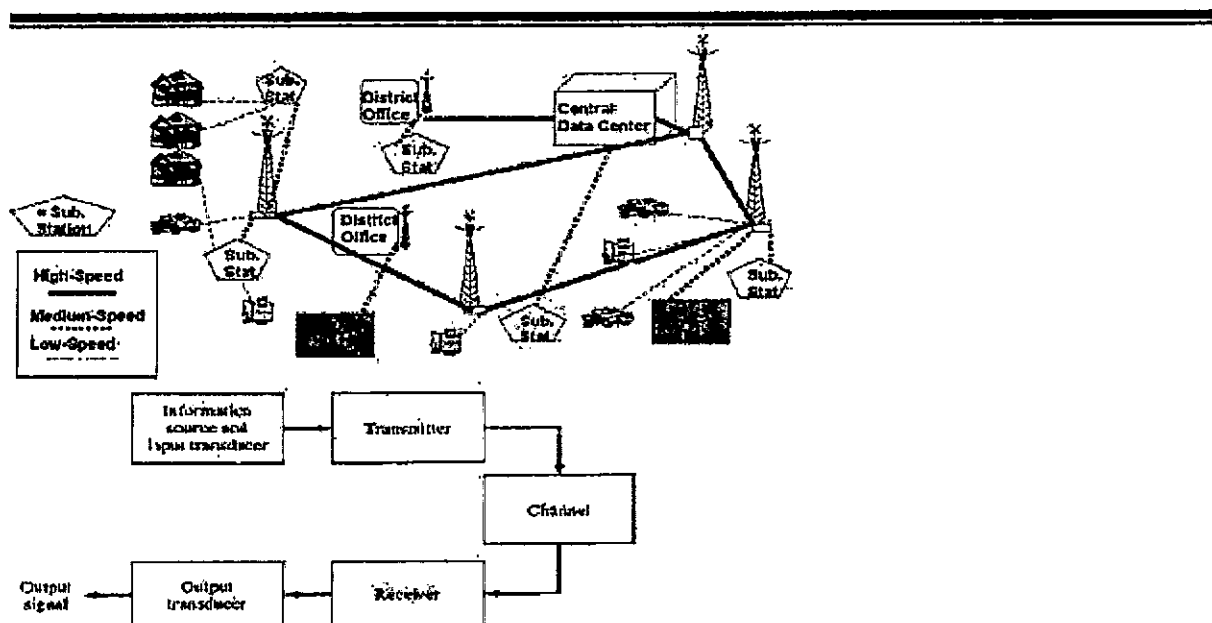 Sub.
Stat
District
Office
Central
Data Center
Sub.
Stat
= Sub.
Station
District
Office
Sub.
Stat
Sub.
Stat
Sub.
Stat
High-Speed
Medium-Speed
Low-Speed
Information
source and
input transducer
Transmitter
Channel
Output
signal
Output
transducer
Receiver